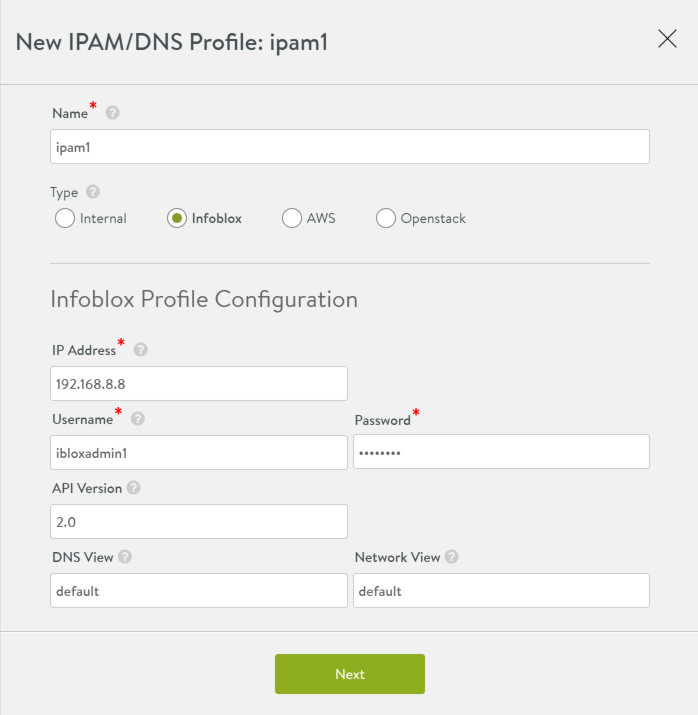 New IPAM/DNS Profile: ipam1
Name* ?
ipam1
Type ?
Internal Infoblox AWS Openstack
Infoblox Profile Configuration
IP Address* ?
192.168.8.8
Username* ? Password*
ibloxadmin1 ••••••••
API Version ?
2.0
DNS View ? Network View ?
default default
Next